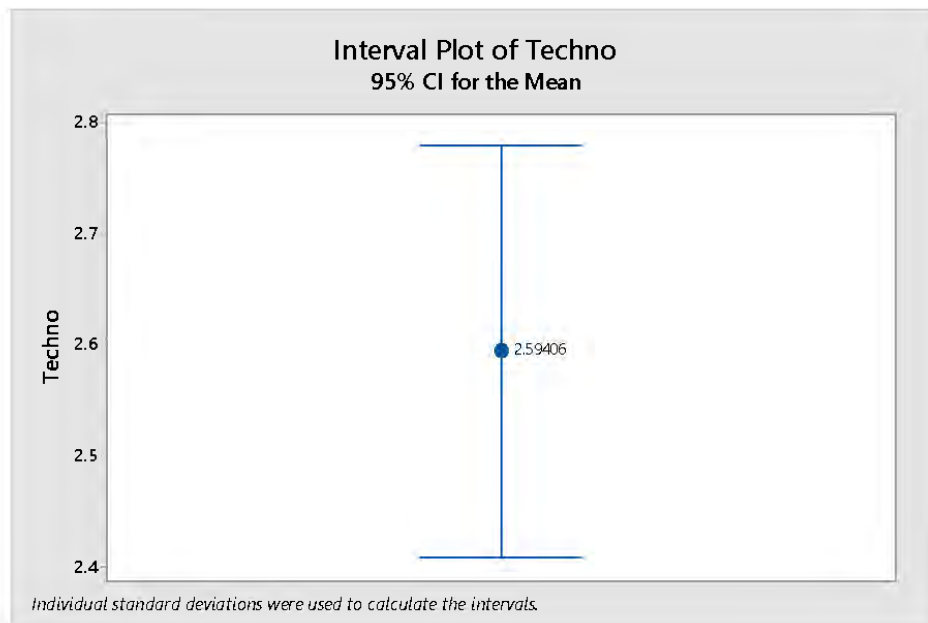 Interval Plot of Techno
95% CI for the Mean
2.8
2.7
2.6
2.5
2.4
Techno
2.59406
Individual standard deviations were used to calculate the intervals.